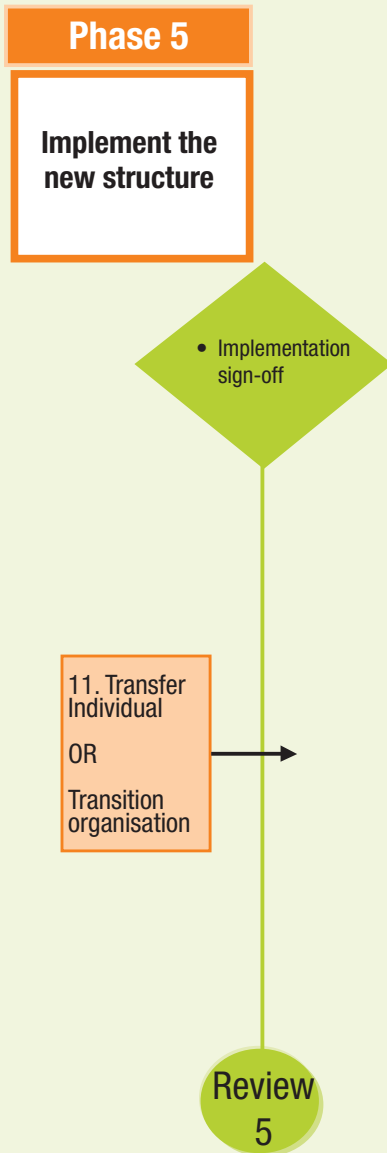 Phase 5
Implement the
new structure
• Implementation
sign-off
11. Transfer
Individual
OR
Transition
organisation
Review
5